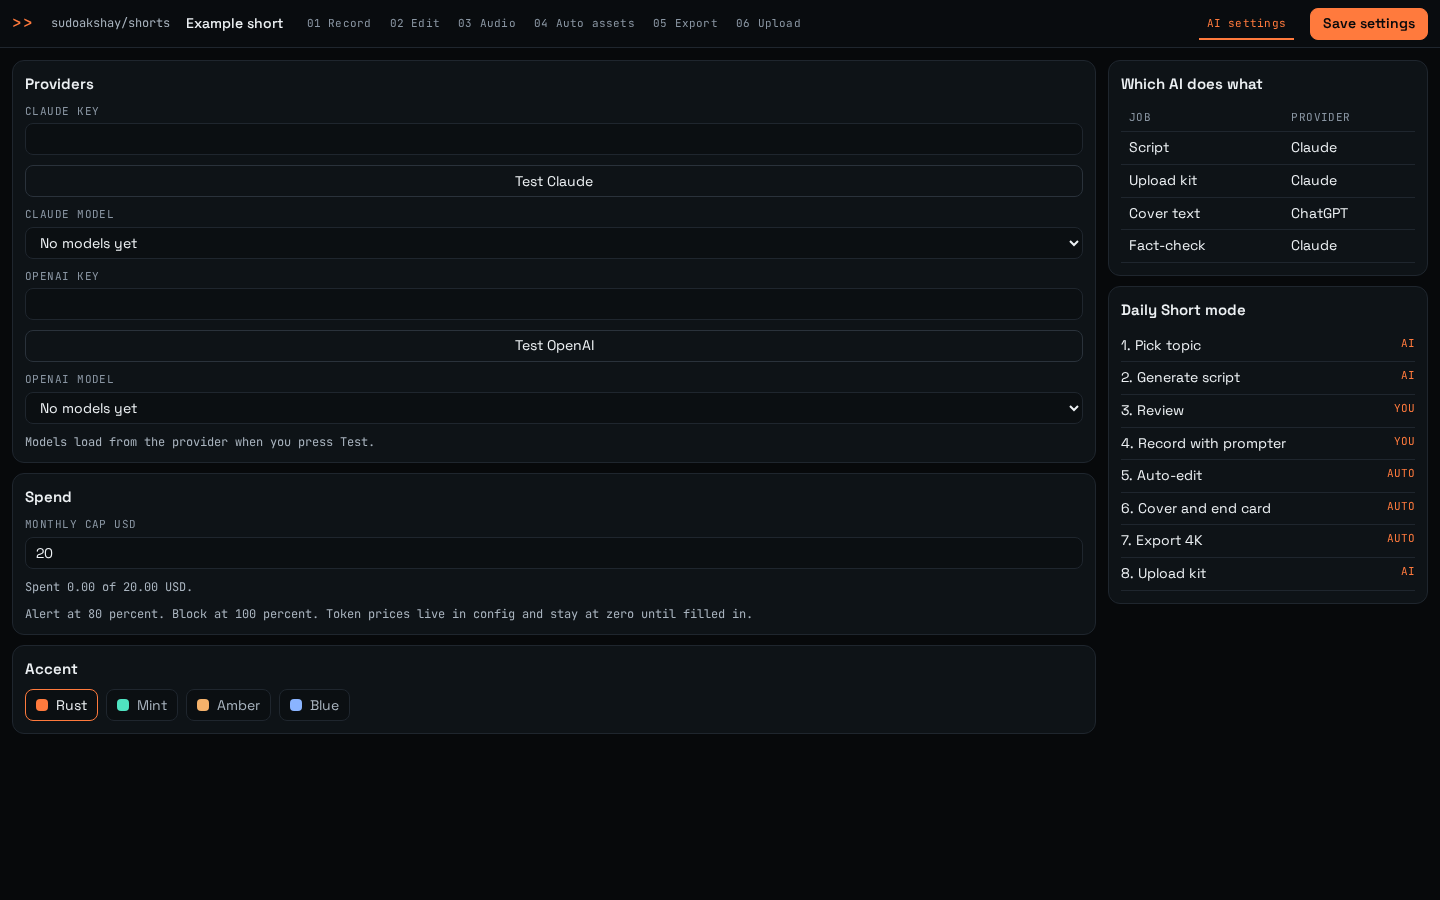 >> sudoakshay/shorts Example short 01 Record 02 Edit 03 Audio 04 Auto assets 05 Export 06 Upload AI settings Save settings
Providers
CLAUDE KEY
Test Claude
CLAUDE MODEL
No models yet
OPENAI KEY
Test OpenAI
OPENAI MODEL
No models yet
Models load from the provider when you press Test.
Spend
MONTHLY CAP USD
20
Spent 0.00 of 20.00 USD.
Alert at 80 percent. Block at 100 percent. Token prices live in config and stay at zero until filled in.
Accent
Rust Mint Amber Blue
Which AI does what
JOB PROVIDER
Script Claude
Upload kit Claude
Cover text ChatGPT
Fact-check Claude
Daily Short mode
1. Pick topic AI
2. Generate script AI
3. Review YOU
4. Record with prompter YOU
5. Auto-edit AUTO
6. Cover and end card AUTO
7. Export 4K AUTO
8. Upload kit AI